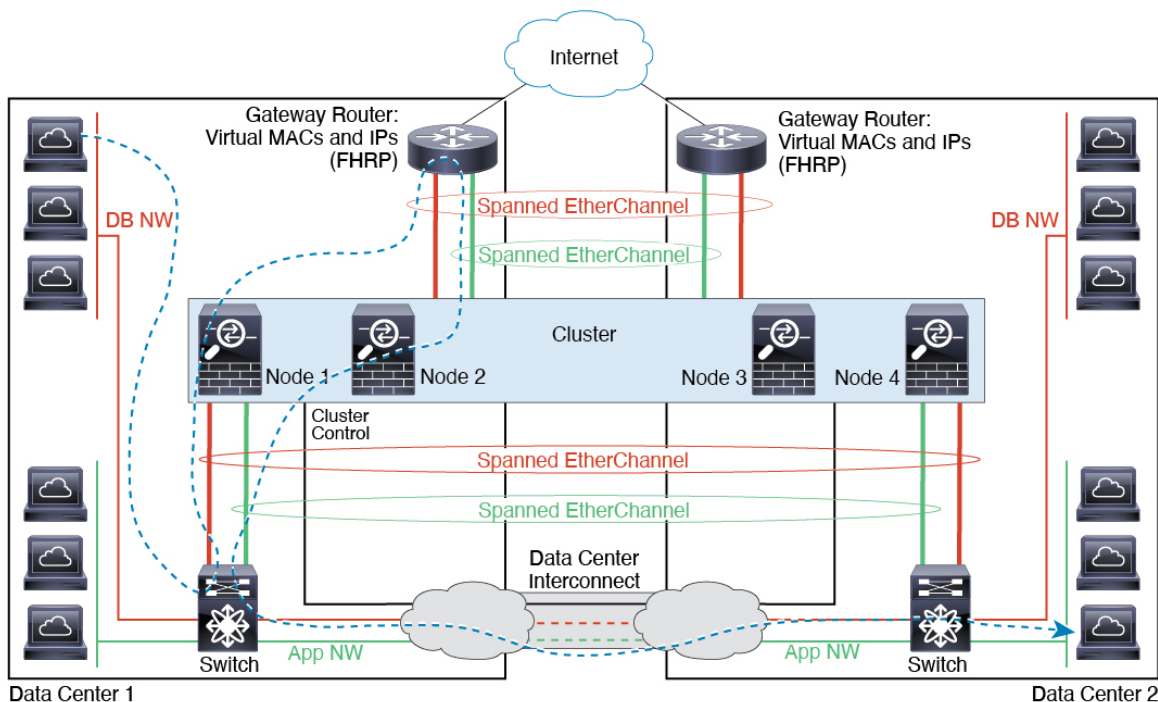 Internet
Gateway Router:
Virtual MACs and IPs
(FHRP)
Gateway Router:
Virtual MACs and IPs
(FHRP)
DB NW
Spanned EtherChannel
Spanned EtherChannel
DB NW
Cluster
Node 1
Node 2
Node 3
Node 4
Cluster
Control
Spanned EtherChannel
Spanned EtherChannel
Data Center
Interconnect
App NW
App NW
Switch
Switch
Data Center 1
Data Center 2